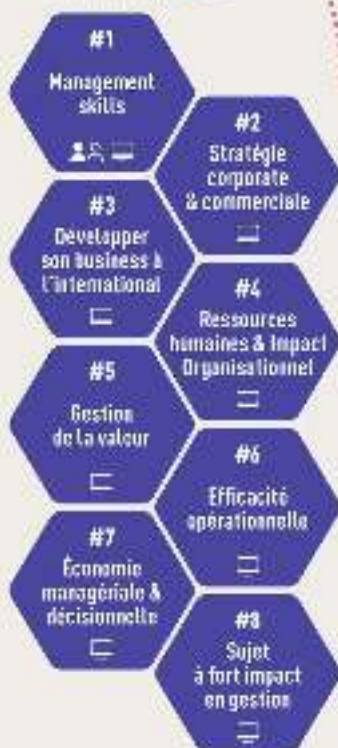 #1
Management
skills
#2
Stratégie
corporate
& commerciale
#3
Développer
son business à
l'international
#4
Ressources
humaines & Impact
Organisationnel
#5
Gestion
de la valeur
#6
Efficacité
opérationnelle
#7
Économie
managériale &
décisionnelle
#8
Sujet
à fort impact
en gestion